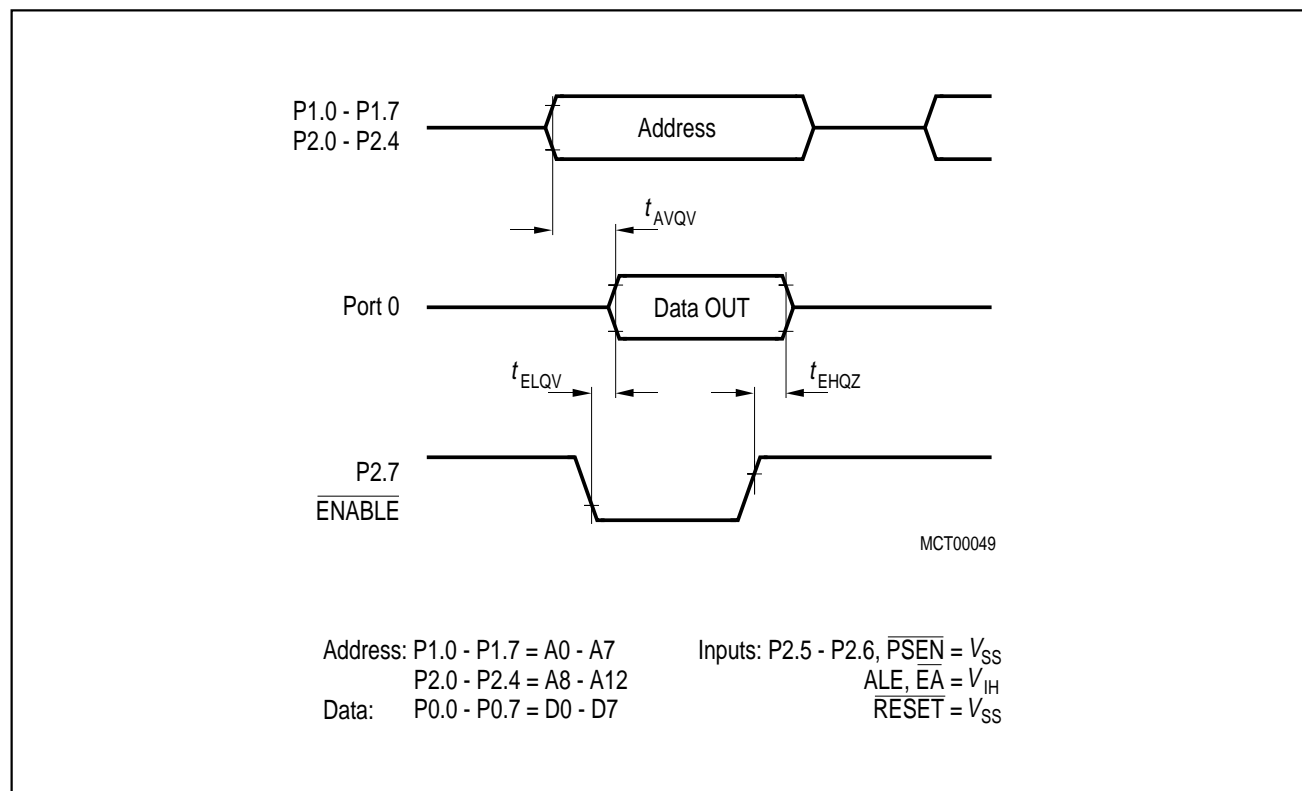 P1.0 - P1.7
P2.0 - P2.4
Address
tAVQV
Port 0
Data OUT
tELQV
tEHQZ
P2.7
ENABLE
MCT00049
Address: P1.0 - P1.7 = A0 - A7
P2.0 - P2.4 = A8 - A12
Data: P0.0 - P0.7 = D0 - D7
Inputs: P2.5 - P2.6, PSEN = VSS
ALE, EA = VIH
RESET = VSS